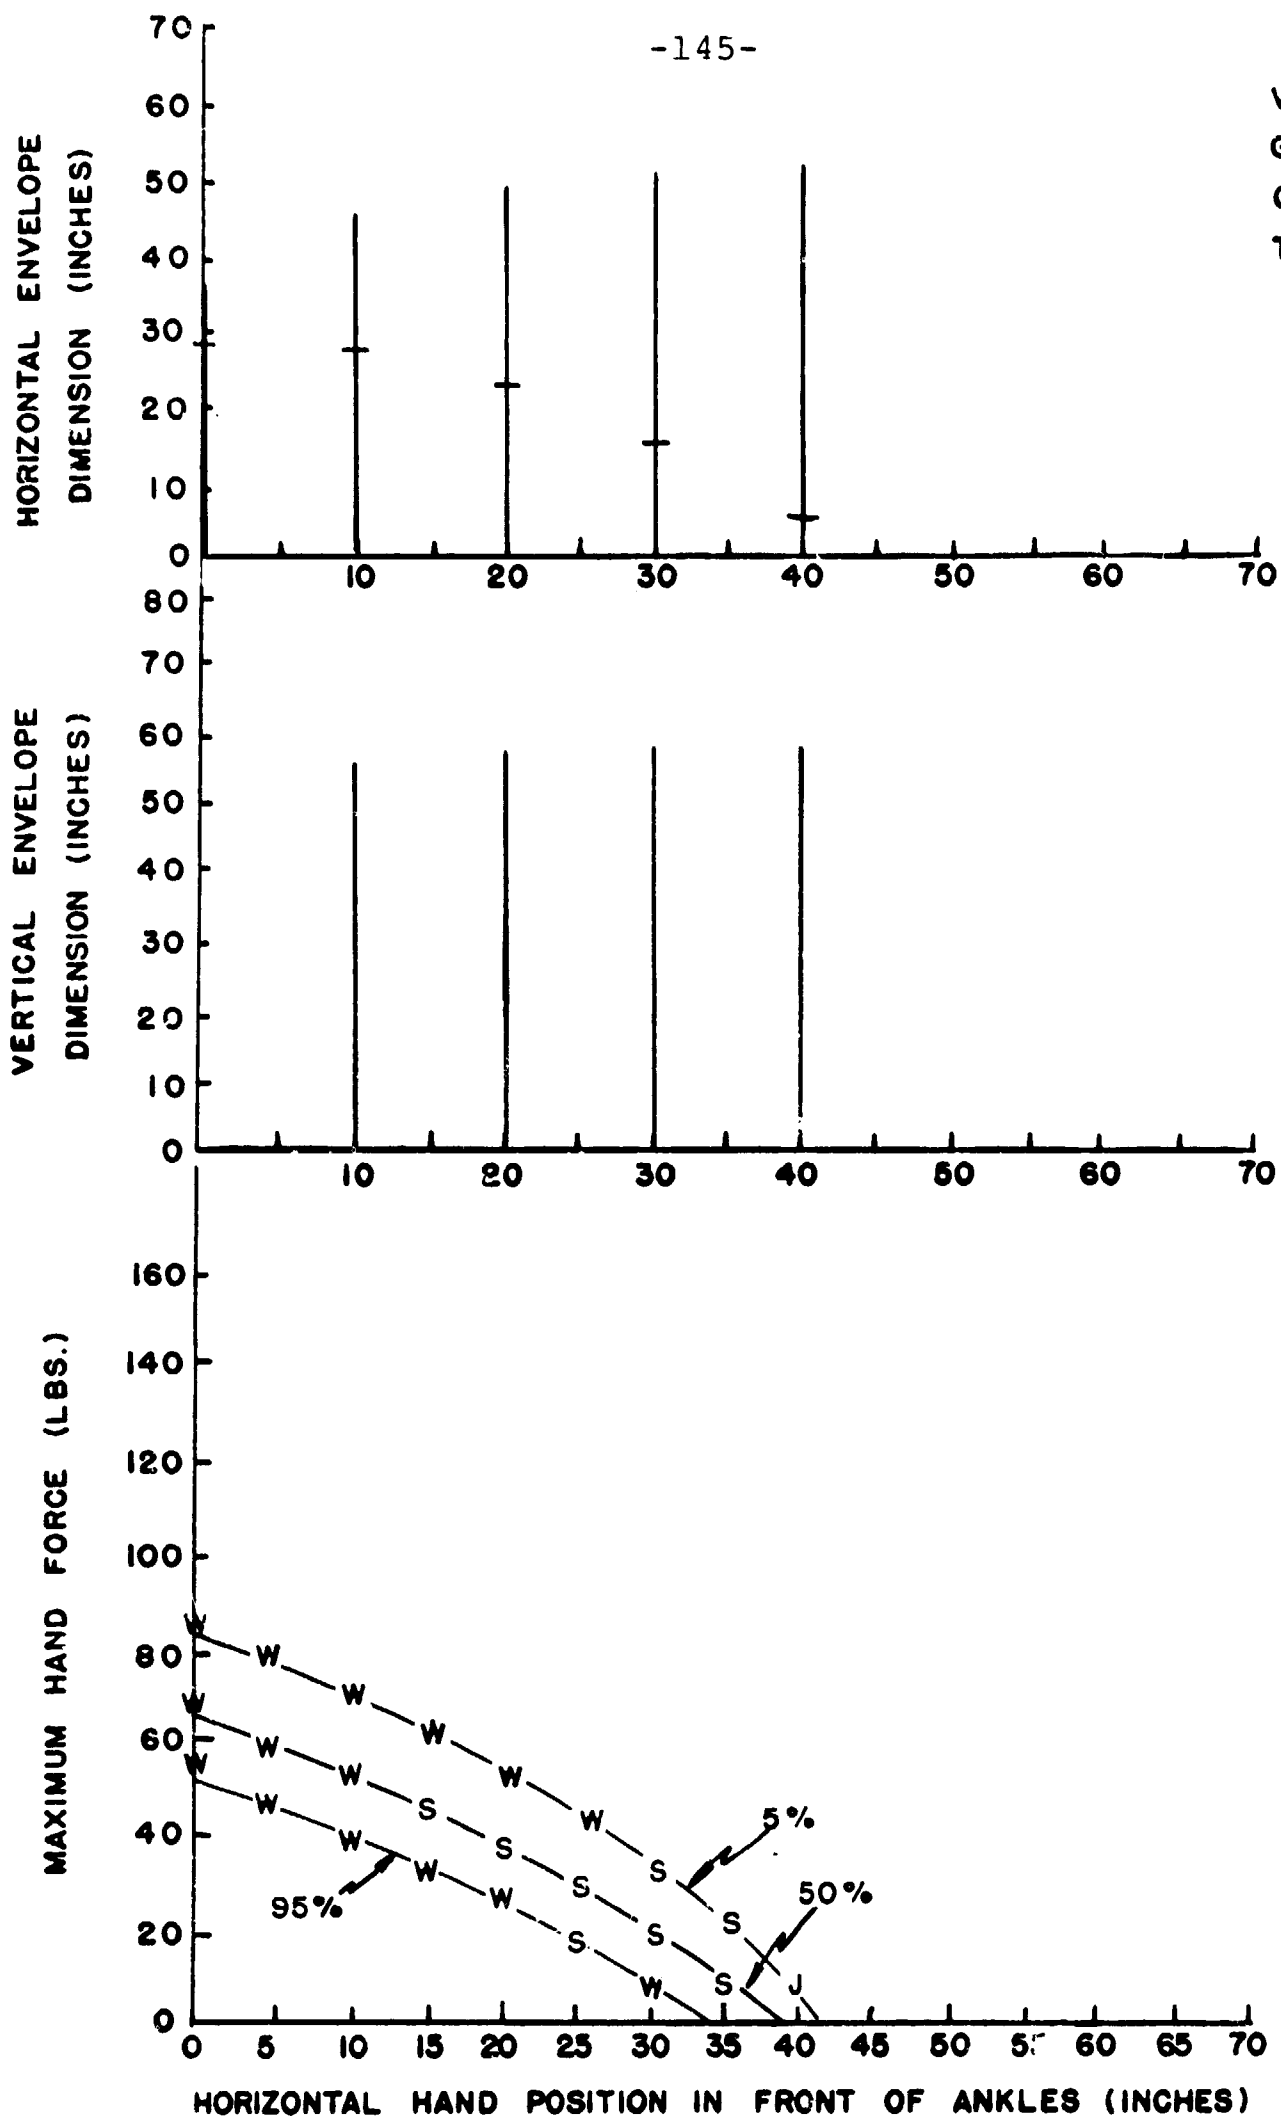 -145-
HORIZONTAL ENVELOPE
DIMENSION (INCHES)
70
60
50
40
30
20
10
0
10 20 30 40 50 60 70
VERTICAL ENVELOPE
DIMENSION (INCHES)
80
70
60
50
40
30
20
10
0
10 20 30 40 50 60 70
MAXIMUM HAND FORCE (LBS.)
160
140
120
100
80
60
40
20
0
W W W W W W S S J
W W W S S S S S
W W W W W S W
5%
50%
95%
0 5 10 15 20 25 30 35 40 45 50 60 65 70
HORIZONTAL HAND POSITION IN FRONT OF ANKLES (INCHES)